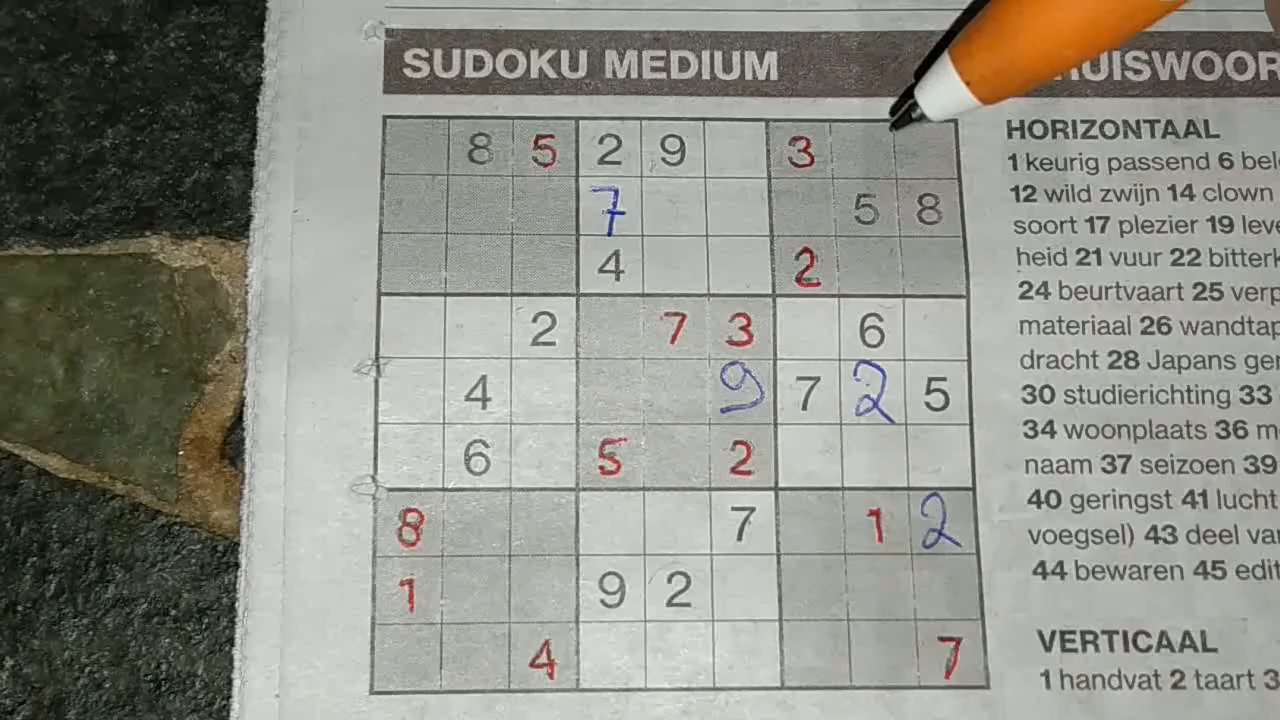 SUDOKU MEDIUM
8 5 2 9 3
7 5 8
4 2
2 7 3 6
4 9 7 2 5
6 5 2
8 7 1 2
1 9 2
4 7
HORIZONTAAL
1 keurig passend 6
12 wild zwijn 14 clown
soort 17 plezier 19
heid 21 vuur 22
24 beurtvaart 25
materiaal 26
dracht 28 Japans
30 studierichting 33
34 woonplaats 36
naam 37 seizoen 39
40 geringst 41
voegsel) 43 deel
44 bewaren 45
VERTICAAL
1 handvat 2 taart 3